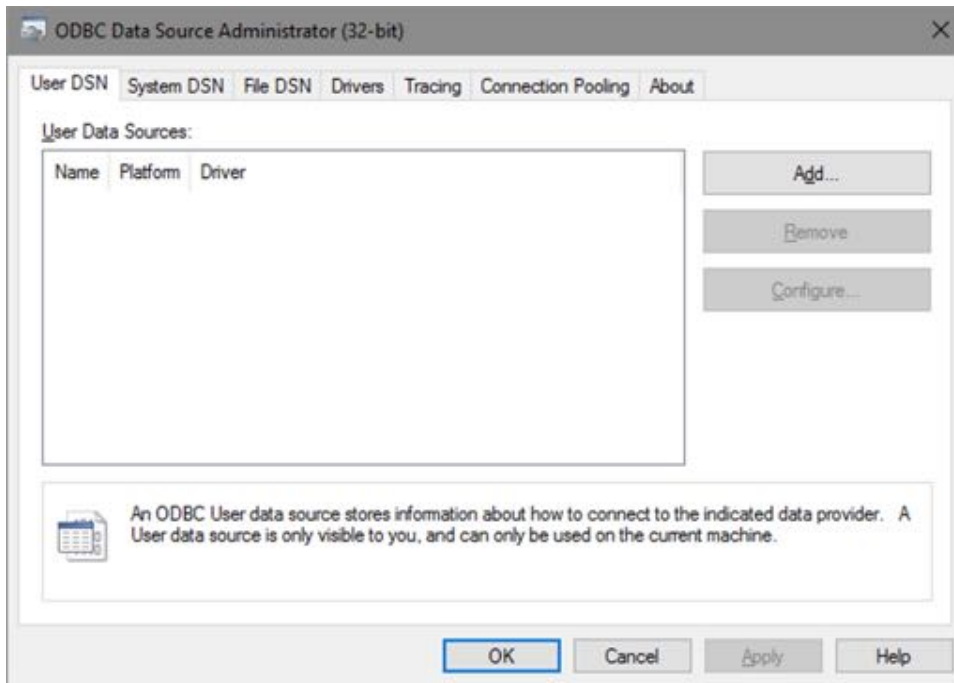 ODBC Data Source Administrator (32-bit)
User DSN System DSN File DSN Drivers Tracing Connection Pooling About
User Data Sources:
Name Platform Driver
Add...
Remove
Configure...
An ODBC User data source stores information about how to connect to the indicated data provider. A
User data source is only visible to you, and can only be used on the current machine.
OK Cancel Apply Help